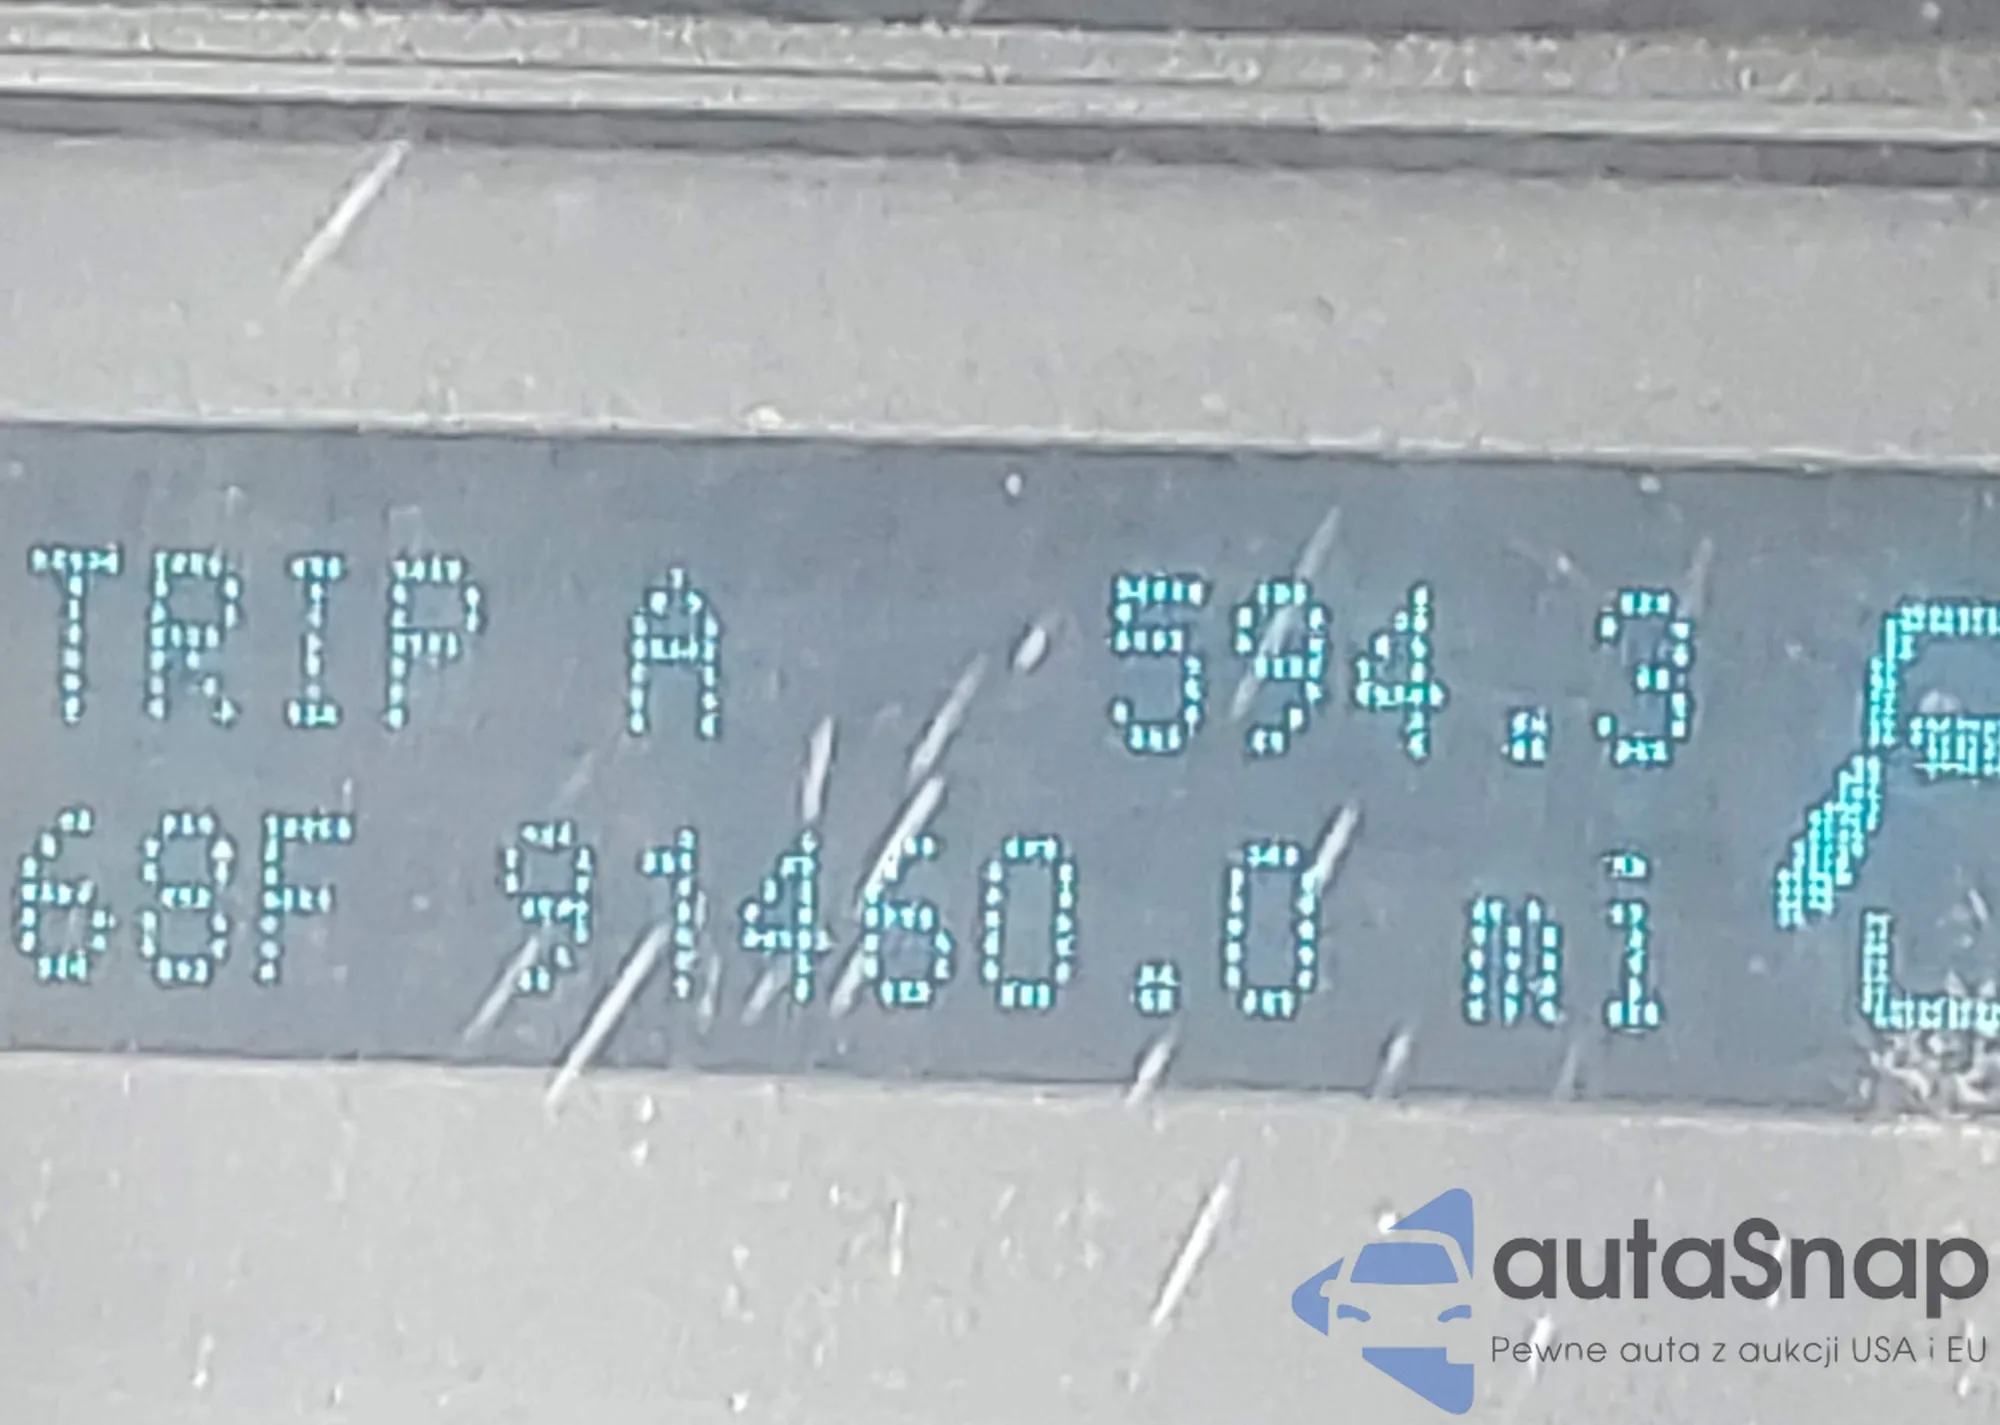 TRIP A 594.3
68F 91460.0 mi
autaSnap
Pewne auta z aukcji USA i EU